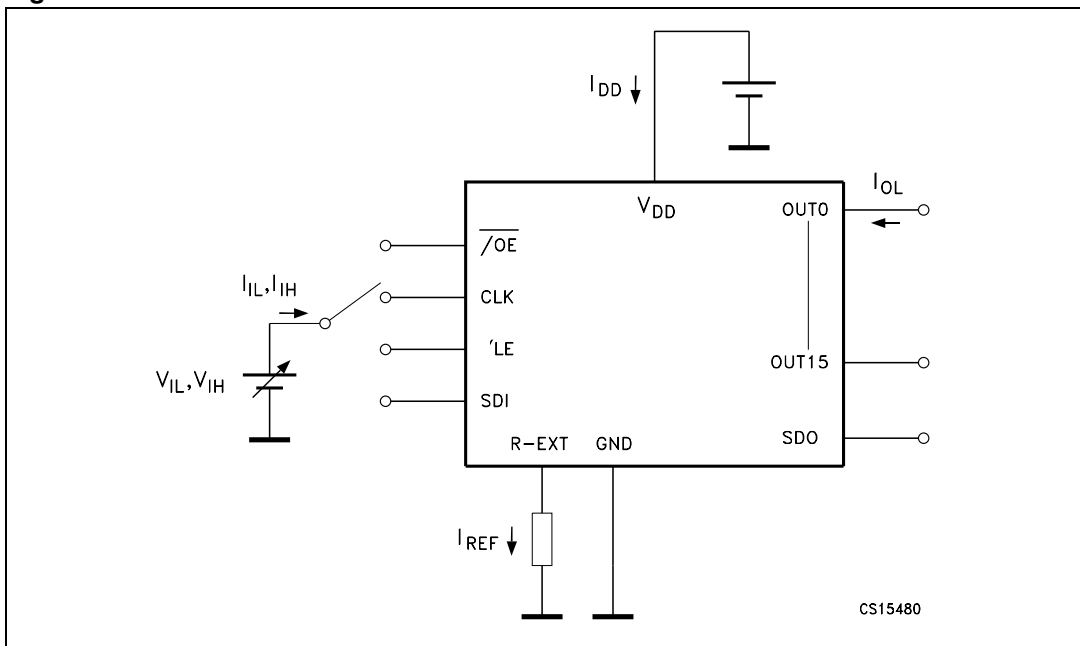 I_DD
V_DD
I_OL
OUT0
/OE
I_IL,I_IH
CLK
'LE
OUT15
V_IL,V_IH
SDI
SDO
R-EXT
GND
I_REF
CS15480